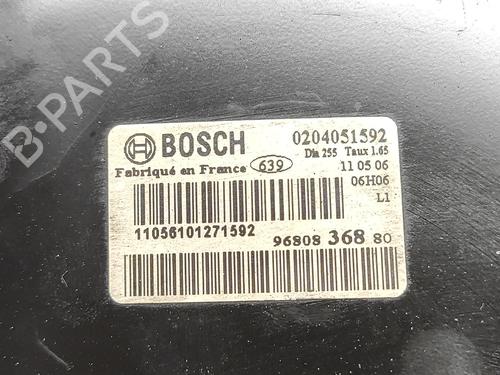 BOSCH 0204051592
Dia 255 Taux 1.65
Fabriqué en France 639 11 05 06
06H06
L1
11056101271592
96808 368 80
B-PARTS